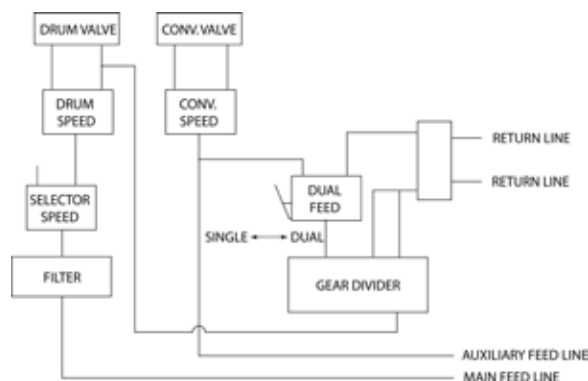 DRUM VALVE
CONV. VALVE
DRUM
SPEED
CONV.
SPEED
RETURN LINE
RETURN LINE
DUAL
FEED
SELECTOR
SPEED
SINGLE
DUAL
FILTER
GEAR DIVIDER
AUXILIARY FEED LINE
MAIN FEED LINE